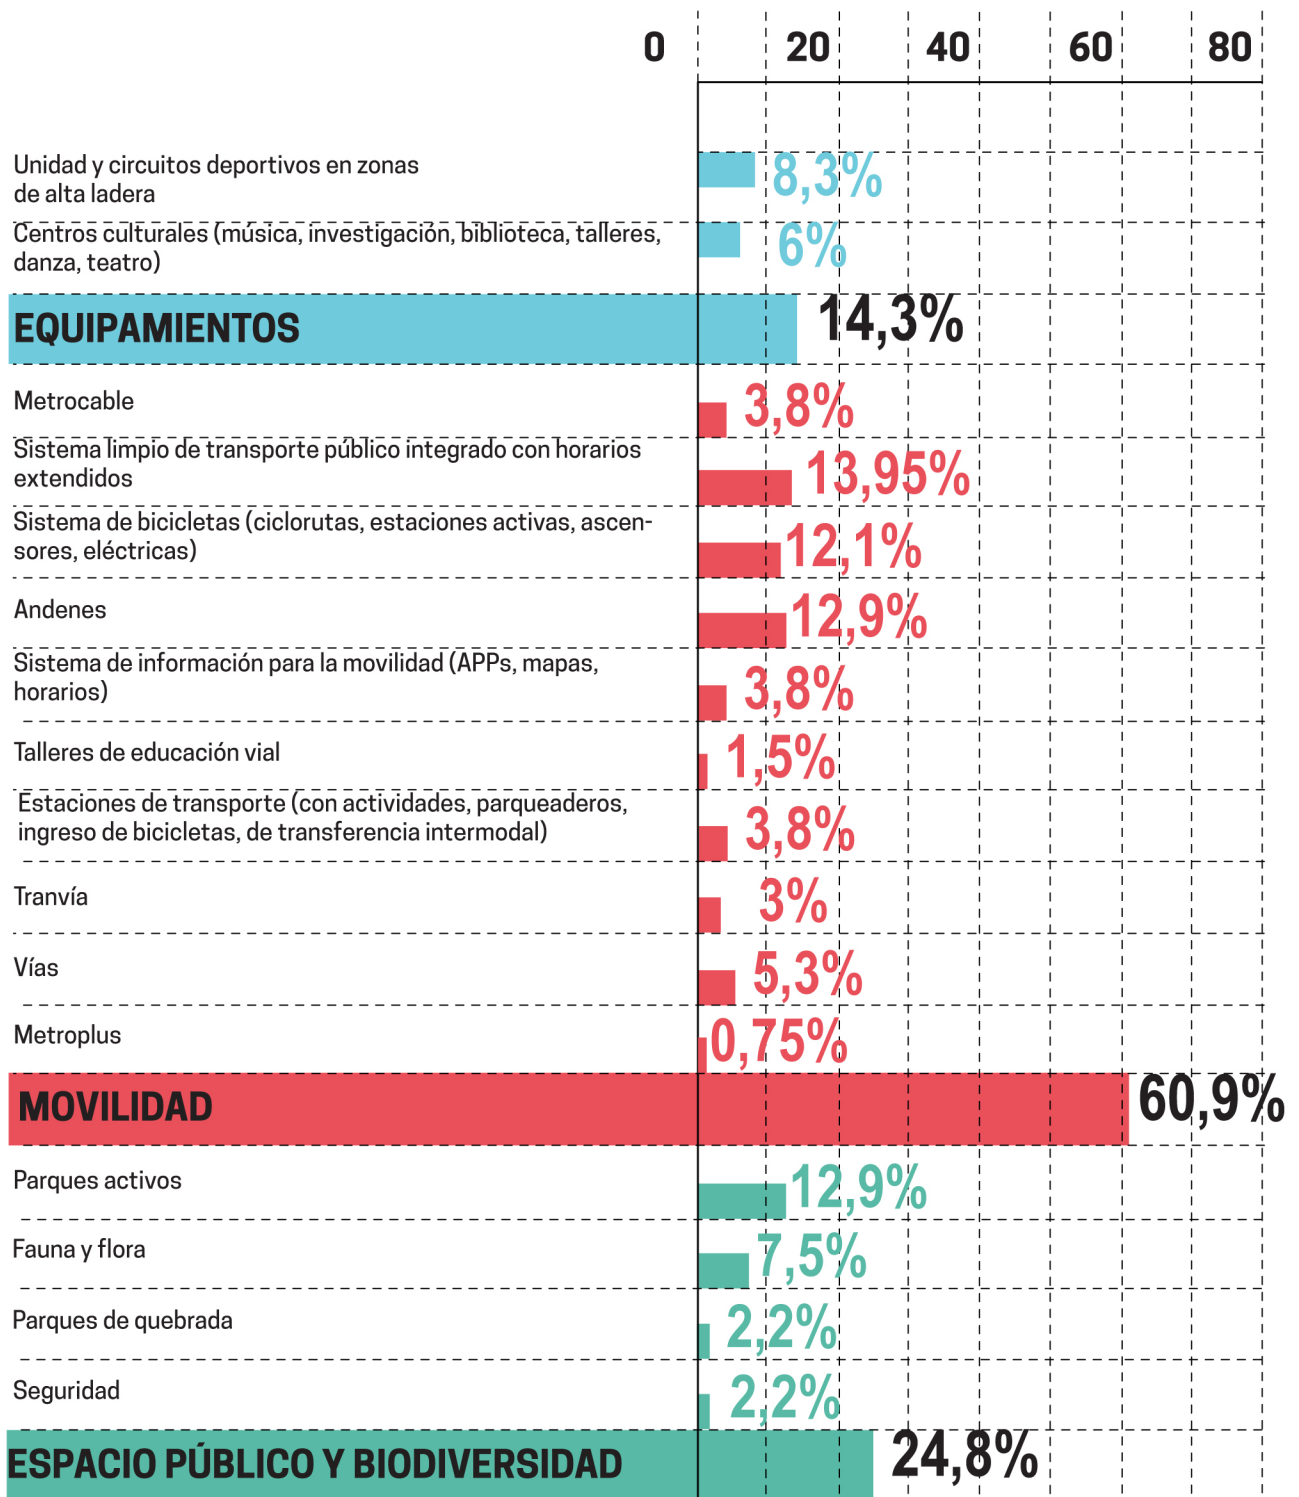 0 20 40 60 80
Unidad y circuitos deportivos en zonas
de alta ladera
8,3%
Centros culturales (música, investigación, biblioteca, talleres,
danza, teatro)
6%
EQUIPAMIENTOS
14,3%
Metrocable
3,8%
Sistema limpio de transporte público integrado con horarios
extendidos
13,95%
Sistema de bicicletas (ciclorutas, estaciones activas, ascen-
sores, eléctricas)
12,1%
Andenes
12,9%
Sistema de información para la movilidad (APPs, mapas,
horarios)
3,8%
Talleres de educación vial
1,5%
Estaciones de transporte (con actividades, parqueaderos,
ingreso de bicicletas, de transferencia intermodal)
3,8%
Tranvía
3%
Vías
5,3%
Metroplus
0,75%
MOVILIDAD
60,9%
Parques activos
12,9%
Fauna y flora
7,5%
Parques de quebrada
2,2%
Seguridad
2,2%
ESPACIO PÚBLICO Y BIODIVERSIDAD
24,8%